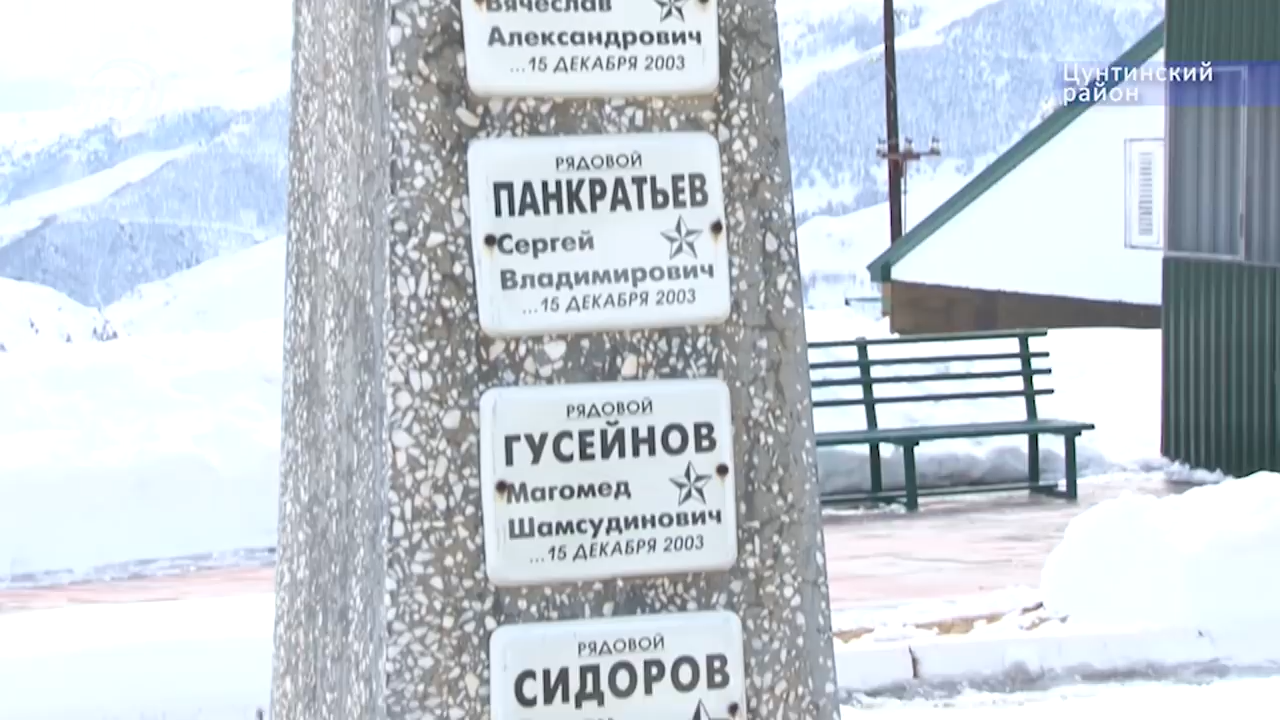 Вячеслав
Александрович
...15 ДЕКАБРЯ 2003
РЯДОВОЙ
ПАНКРАТЬЕВ
Сергей
Владимирович
...15 ДЕКАБРЯ 2003
РЯДОВОЙ
ГУСЕЙНОВ
Магомед
Шамсудинович
...15 ДЕКАБРЯ 2003
РЯДОВОЙ
СИДОРОВ
Цунтинский
район